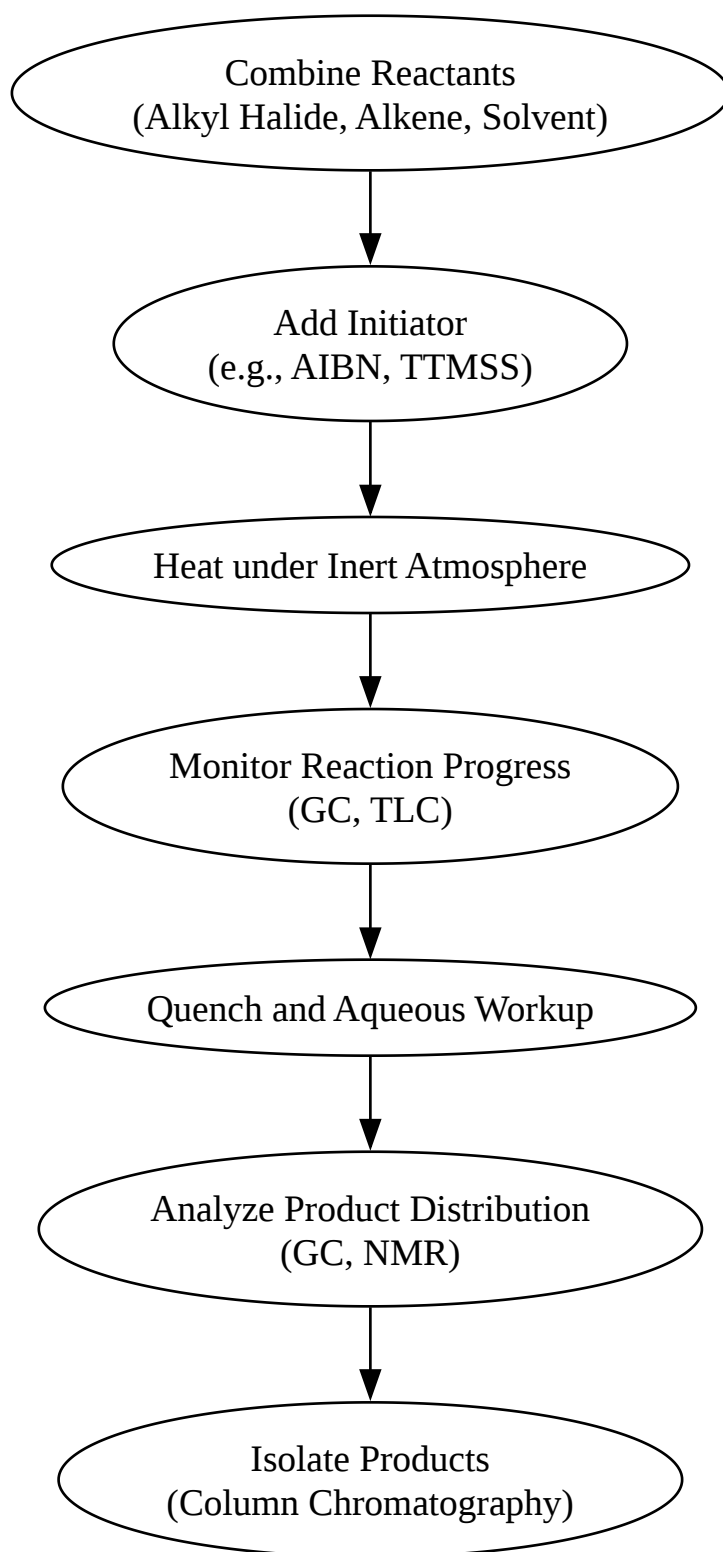 Combine Reactants
(Alkyl Halide, Alkene, Solvent)
Add Initiator
(e.g., AIBN, TTMSS)
Heat under Inert Atmosphere
Monitor Reaction Progress
(GC, TLC)
Quench and Aqueous Workup
Analyze Product Distribution
(GC, NMR)
Isolate Products
(Column Chromatography)